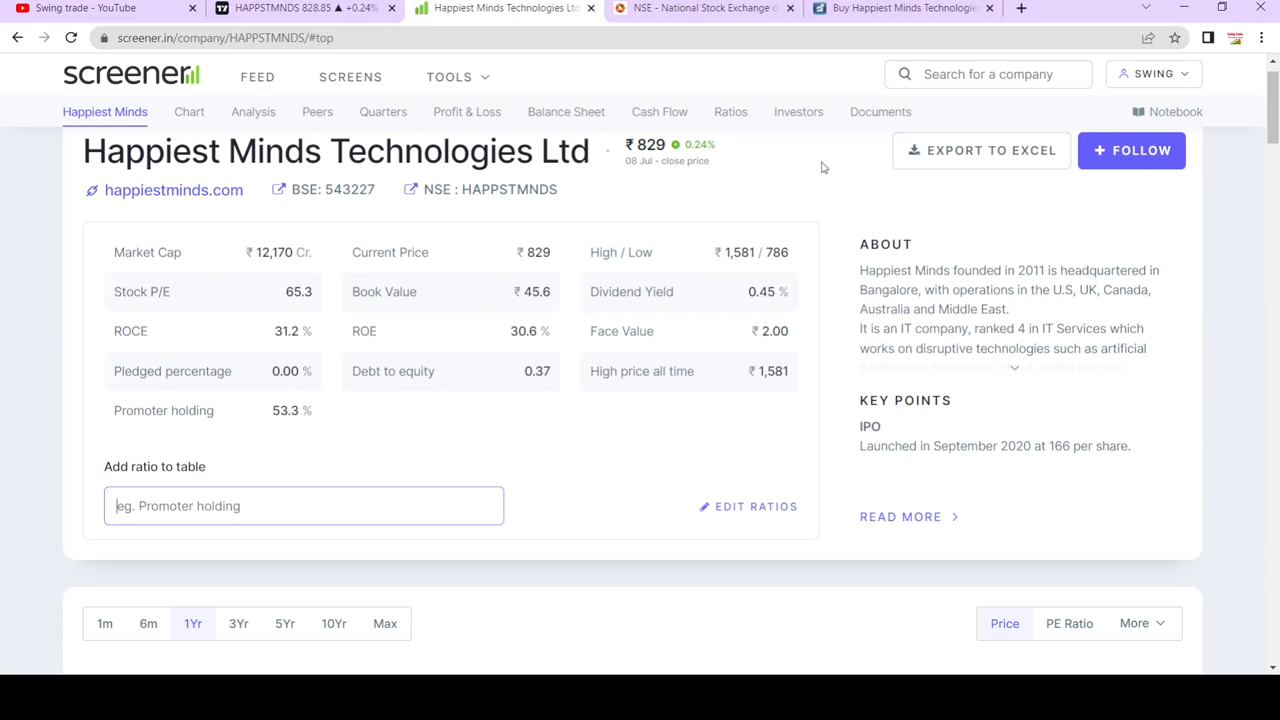 Swing trade - YouTube
HAPPSTMNDS 828.85 ▲ +0.24%
Happiest Minds Technologies Ltd
NSE - National Stock Exchange o
Buy Happiest Minds Technologie
screener.in/company/HAPPSTMNDS/#top
screener
FEED
SCREENS
TOOLS
Search for a company
SWING
Happiest Minds
Chart
Analysis
Peers
Quarters
Profit & Loss
Balance Sheet
Cash Flow
Ratios
Investors
Documents
Notebook
Happiest Minds Technologies Ltd
₹ 829 0.24%
08 Jul - close price
EXPORT TO EXCEL
+ FOLLOW
happiestminds.com
BSE: 543227
NSE : HAPPSTMNDS
Market Cap ₹ 12,170 Cr.
Current Price ₹ 829
High / Low ₹ 1,581 / 786
Stock P/E 65.3
Book Value ₹ 45.6
Dividend Yield 0.45 %
ROCE 31.2 %
ROE 30.6 %
Face Value ₹ 2.00
Pledged percentage 0.00 %
Debt to equity 0.37
High price all time ₹ 1,581
Promoter holding 53.3 %
Add ratio to table
eg. Promoter holding
EDIT RATIOS
ABOUT
Happiest Minds founded in 2011 is headquartered in
Bangalore, with operations in the U.S, UK, Canada,
Australia and Middle East.
It is an IT company, ranked 4 in IT Services which
works on disruptive technologies such as artificial
intelligence, blockchain, cloud, digital process
KEY POINTS
IPO
Launched in September 2020 at 166 per share.
READ MORE
1m
6m
1Yr
3Yr
5Yr
10Yr
Max
Price
PE Ratio
More